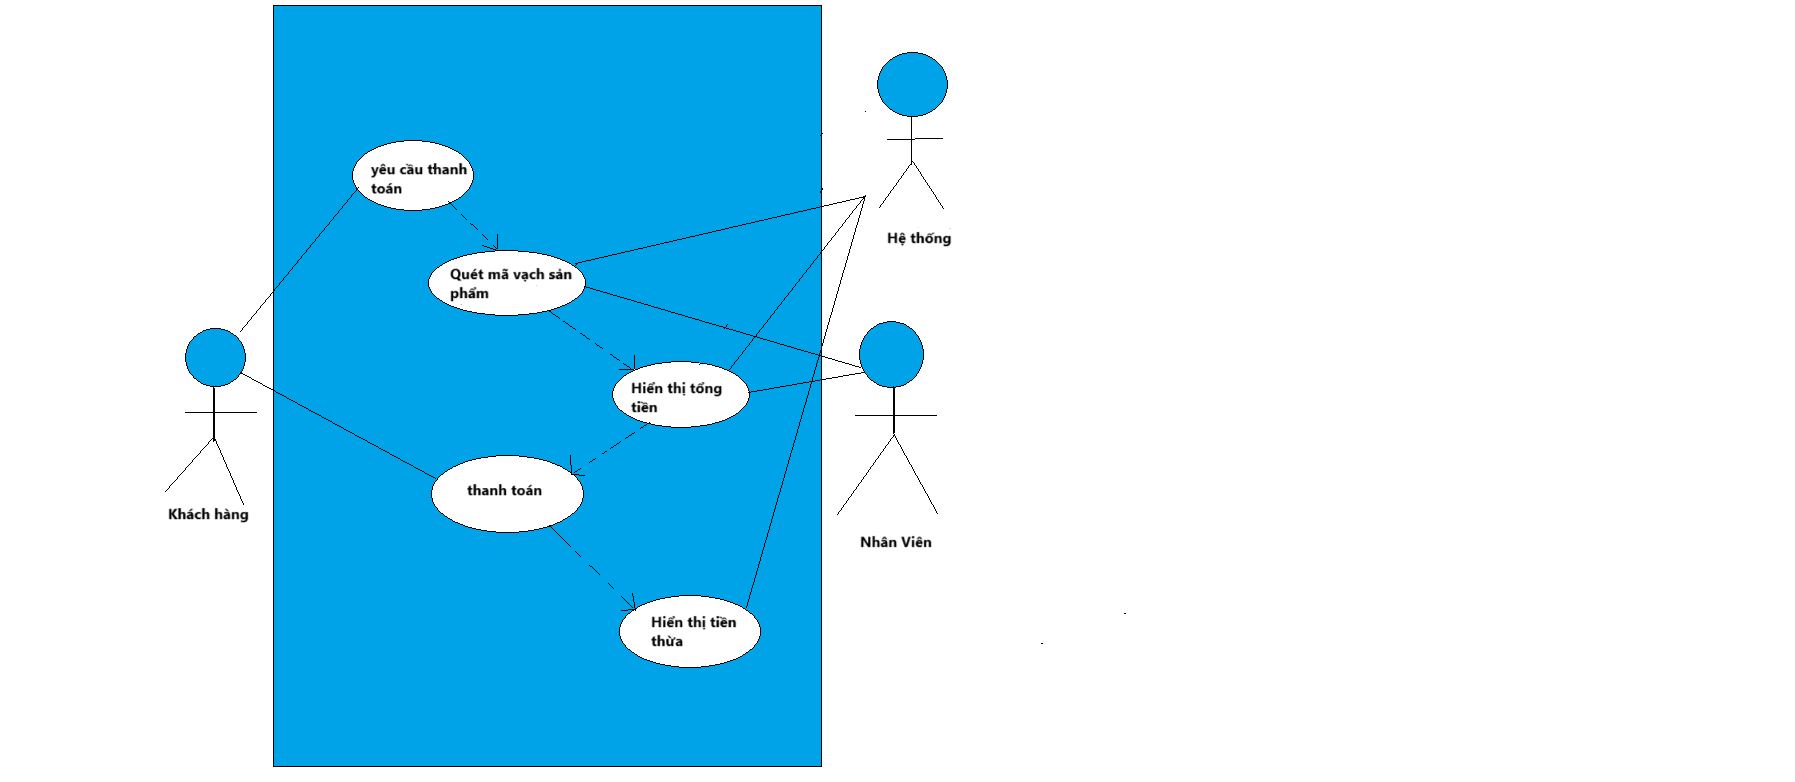 yêu cầu thanh
toán
Hệ thống
Quét mã vạch sản
phẩm
Hiển thị tổng
tiền
thanh toán
Khách hàng
Nhân Viên
Hiển thị tiền
thừa